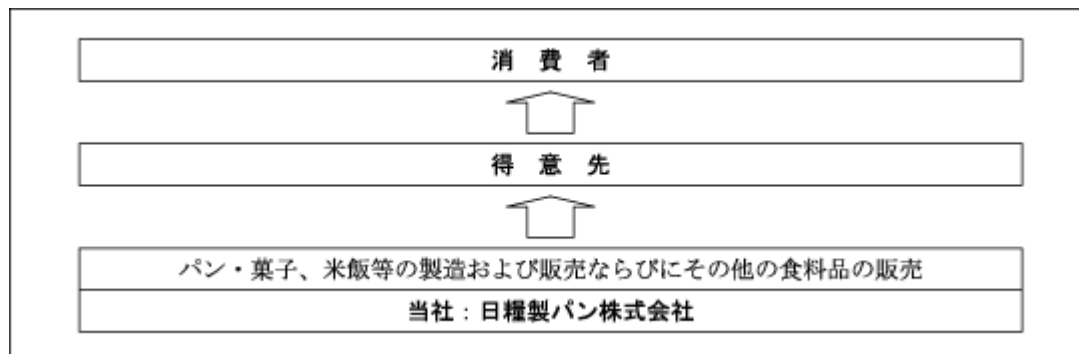 消 費 者
得 意 先
パン・菓子、米飯等の製造および販売ならびにその他の食料品の販売
当社：日糧製パン株式会社